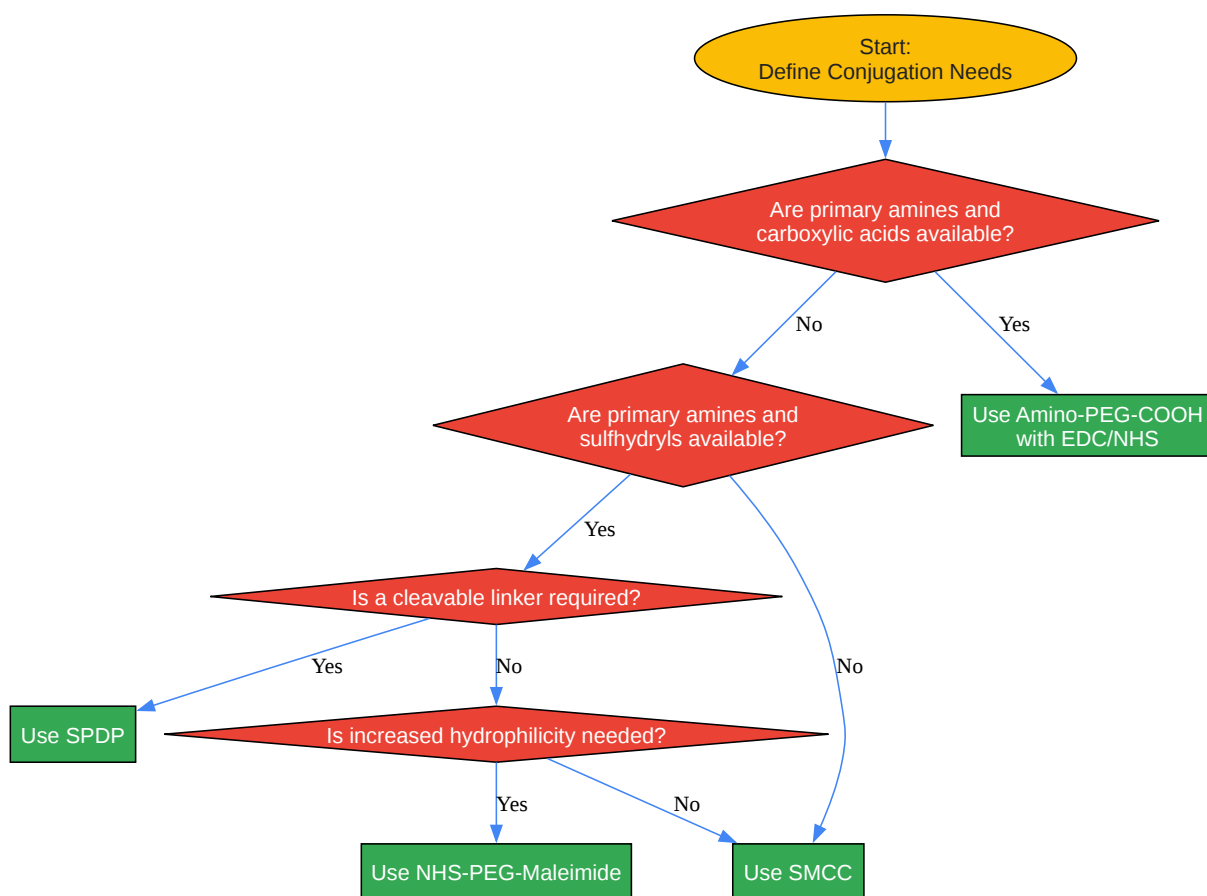 Start:
Define Conjugation Needs
Are primary amines and
carboxylic acids available?
No
Yes
Are primary amines and
sulfhydryls available?
Use Amino-PEG-COOH
with EDC/NHS
Yes
Is a cleavable linker required?
Yes
No
No
Use SPDP
Is increased hydrophilicity needed?
Yes
No
Use NHS-PEG-Maleimide
Use SMCC